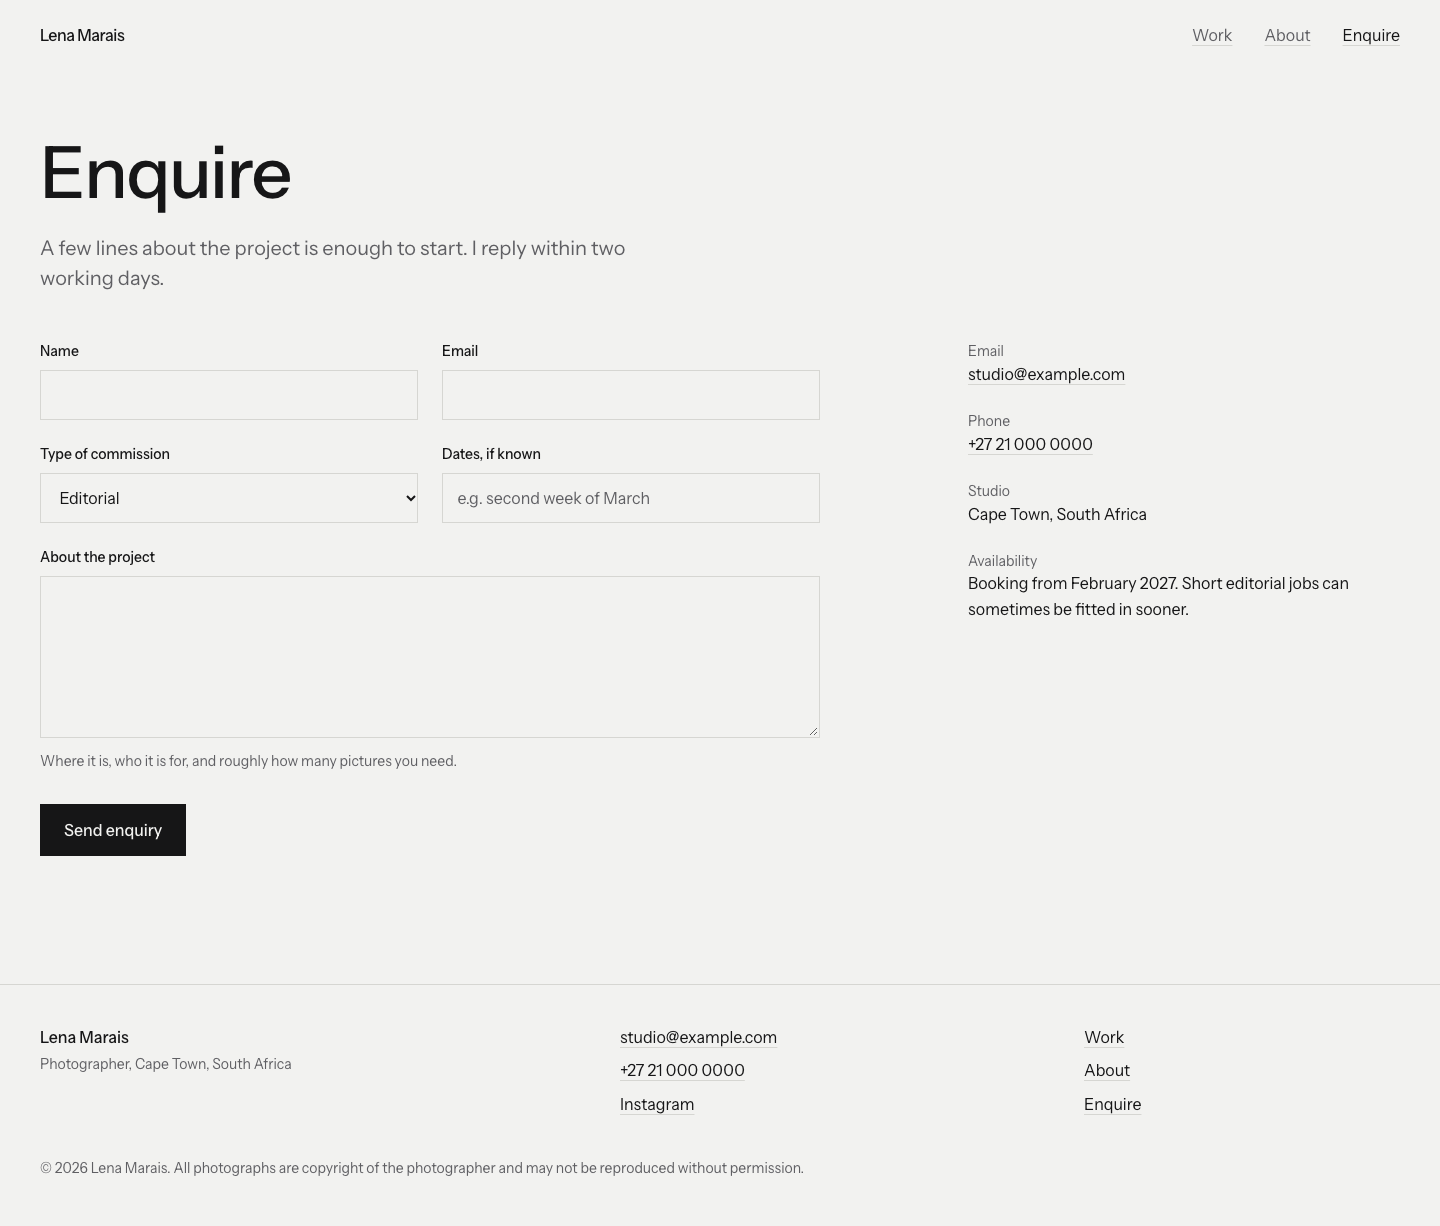 Lena Marais
Work
About
Enquire
Enquire
A few lines about the project is enough to start. I reply within two
working days.
Name
Email
Type of commission
Editorial
Dates, if known
e.g. second week of March
About the project
Where it is, who it is for, and roughly how many pictures you need.
Send enquiry
Email
studio@example.com
Phone
+27 21 000 0000
Studio
Cape Town, South Africa
Availability
Booking from February 2027. Short editorial jobs can
sometimes be fitted in sooner.
Lena Marais
Photographer, Cape Town, South Africa
studio@example.com
+27 21 000 0000
Instagram
Work
About
Enquire
© 2026 Lena Marais. All photographs are copyright of the photographer and may not be reproduced without permission.